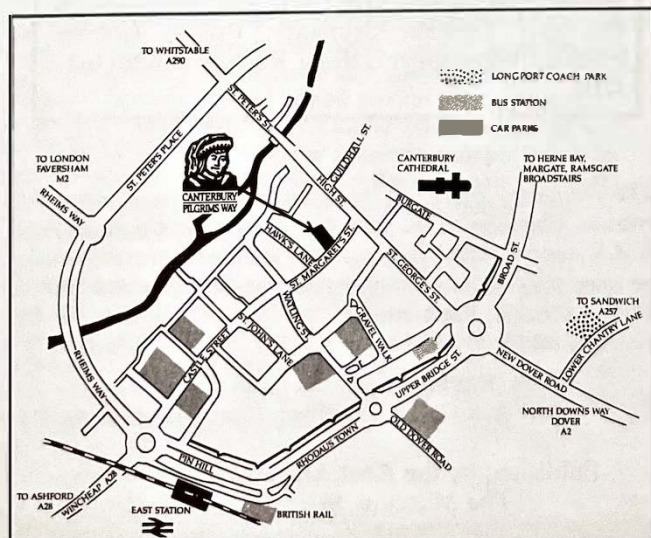 TO WHITSTABLE
A290
ST. PETER'S ST.
LONGPORT COACH PARK
BUS STATION
CAR PARKS
ST. PETER'S PLACE
GUILDHALL ST.
TO LONDON
FAVERSHAM
M2
CANTERBURY
CATHEDRAL
TO HERNE BAY,
MARGATE, RAMSGATE
BROADSTAIRS
RHEIMS WAY
CANTERBURY
PILGRIMS WAY
HIGH ST.
BURGATE
HAWK'S LANE
ST. MARGARET'S ST.
ST. GEORGE'S ST.
BROAD ST.
WATLING ST.
TO SANDWICH
A257
ST. JOHN'S LANE
GRAVEL WALK
LOWER CHANTRY LANE
CASTLE STREET
RHEIMS WAY
UPPER BRIDGE ST.
NEW DOVER ROAD
NORTH DOWNS WAY
DOVER
A2
OLD DOVER ROAD
RHODAUS TOWN
PIN HILL
WINCHEAP A28
TO ASHFORD
A28
EAST STATION
BRITISH RAIL